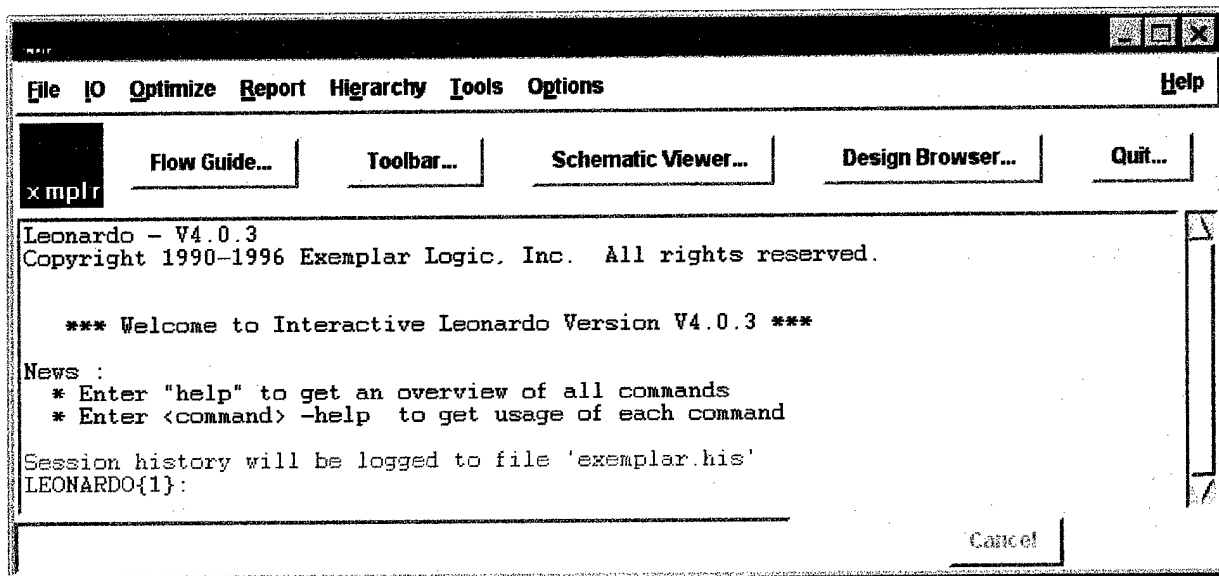 File IO Optimize Report Hierarchy Tools Options Help
xmplr Flow Guide... Toolbar... Schematic Viewer... Design Browser... Quit...
Leonardo - V4.0.3
Copyright 1990-1996 Exemplar Logic, Inc. All rights reserved.
*** Welcome to Interactive Leonardo Version V4.0.3 ***
News :
* Enter "help" to get an overview of all commands
* Enter <command> -help to get usage of each command
Session history will be logged to file 'exemplar.his'
LEONARDO{1}:
Cancel